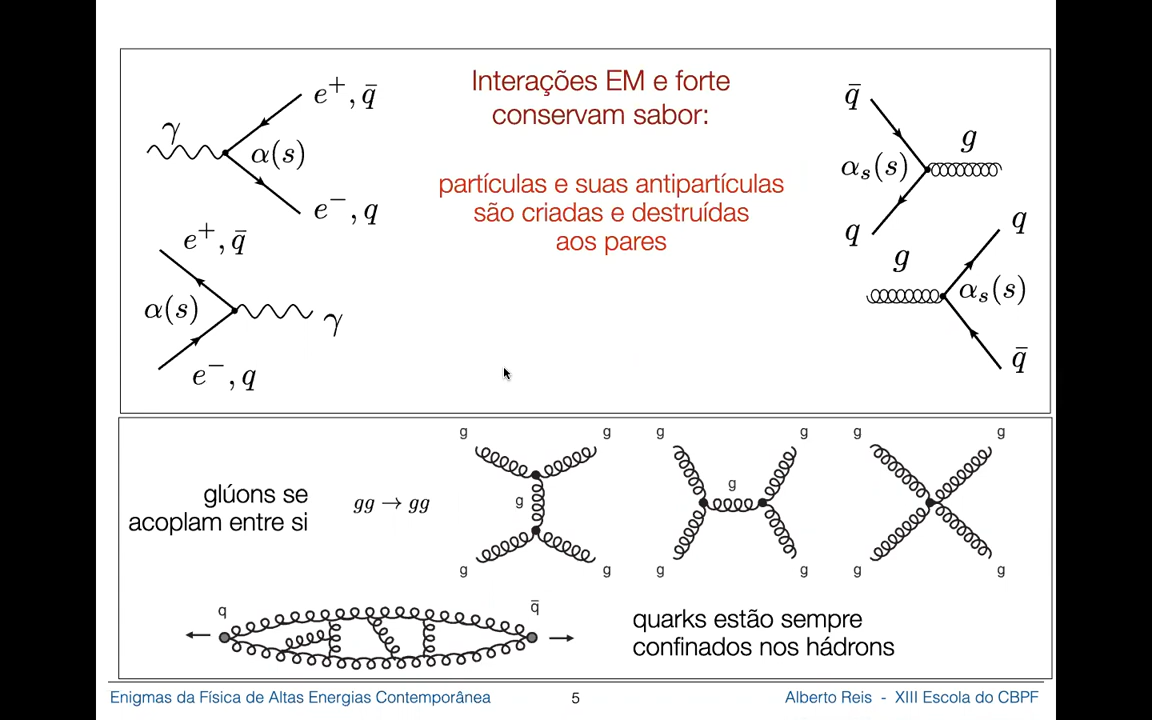 Interações EM e forte
conservam sabor:
partículas e suas antipartículas
são criadas e destruídas
aos pares
γ
e⁺, q̄
α(s)
e⁻, q
e⁺, q̄
α(s)
γ
e⁻, q
q̄
g
αₛ(s)
q
g
q
αₛ(s)
q̄
glúons se
acoplam entre si
gg → gg
g g
g
g g
g g
g
g g
g g
g g
q q̄
quarks estão sempre
confinados nos hádrons
Enigmas da Física de Altas Energias Contemporânea
5
Alberto Reis - XIII Escola do CBPF